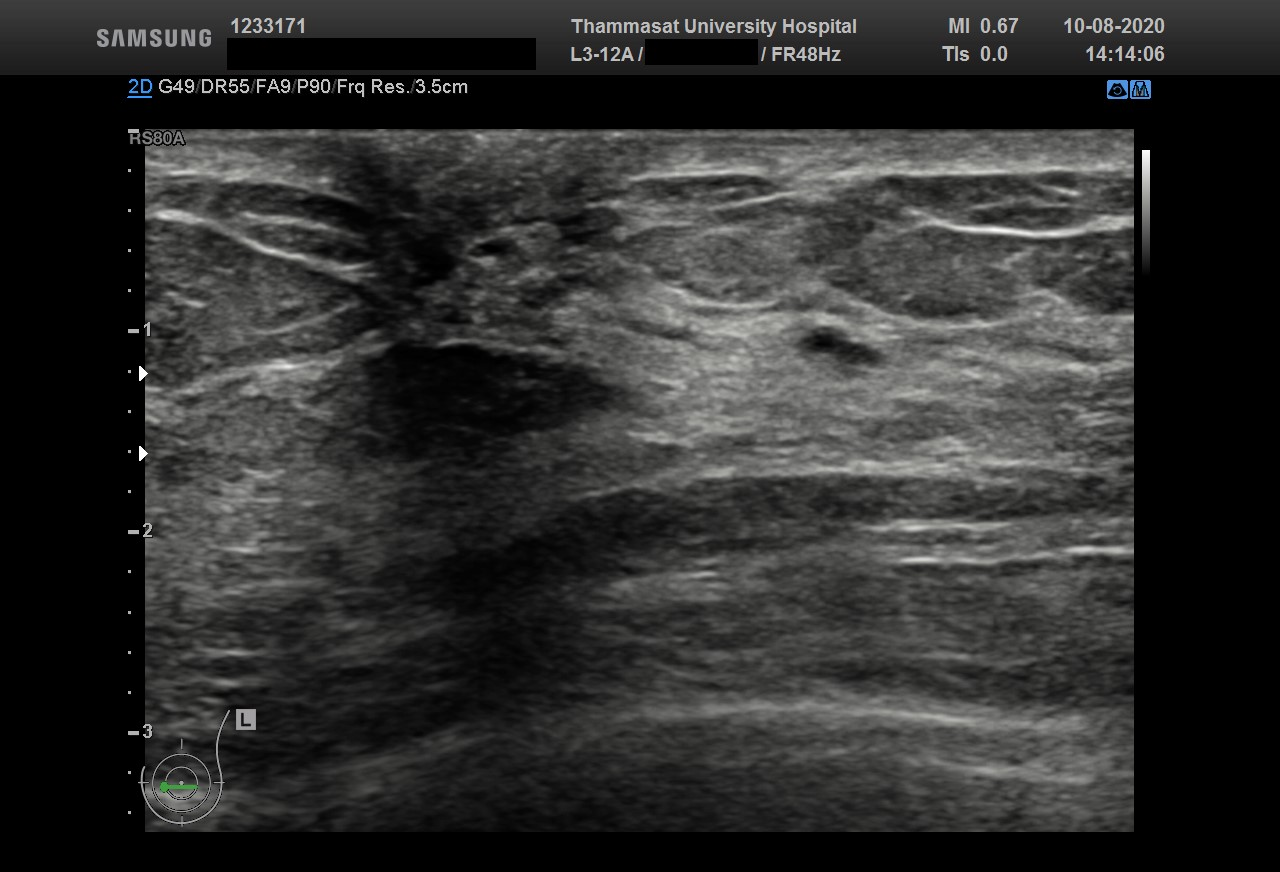 SAMSUNG
1233171
Thammasat University Hospital
L3-12A / / FR48Hz
MI 0.67
TIs 0.0
10-08-2020
14:14:06
2D G49/DR55/FA9/P90/Frq Res./3.5cm
RS80A
1
2
3
L